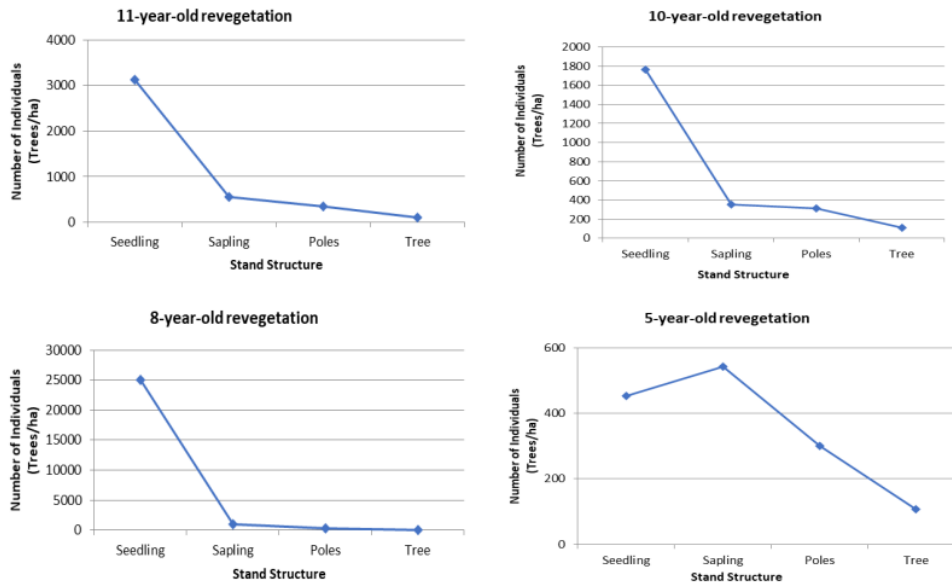 11-year-old revegetation
Number of Individuals
(Trees/ha)
4000
3000
2000
1000
0
Seedling Sapling Poles Tree
Stand Structure
10-year-old revegetation
Number of Individuals
(Trees/ha)
2000
1800
1600
1400
1200
1000
800
600
400
200
0
Seedling Sapling Poles Tree
Stand Structure
8-year-old revegetation
Number of Individuals
(Trees/ha)
30000
25000
20000
15000
10000
5000
0
Seedling Sapling Poles Tree
Stand Structure
5-year-old revegetation
Number of Individuals
(Trees/ha)
600
400
200
0
Seedling Sapling Poles Tree
Stand Structure